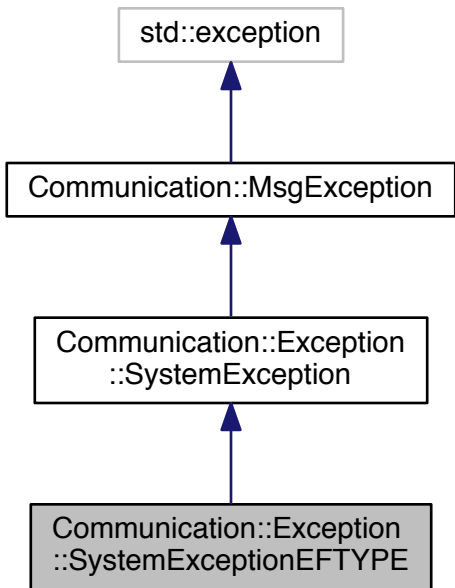 std::exception
Communication::MsgException
Communication::Exception
::SystemException
Communication::Exception
::SystemExceptionEFTYPE